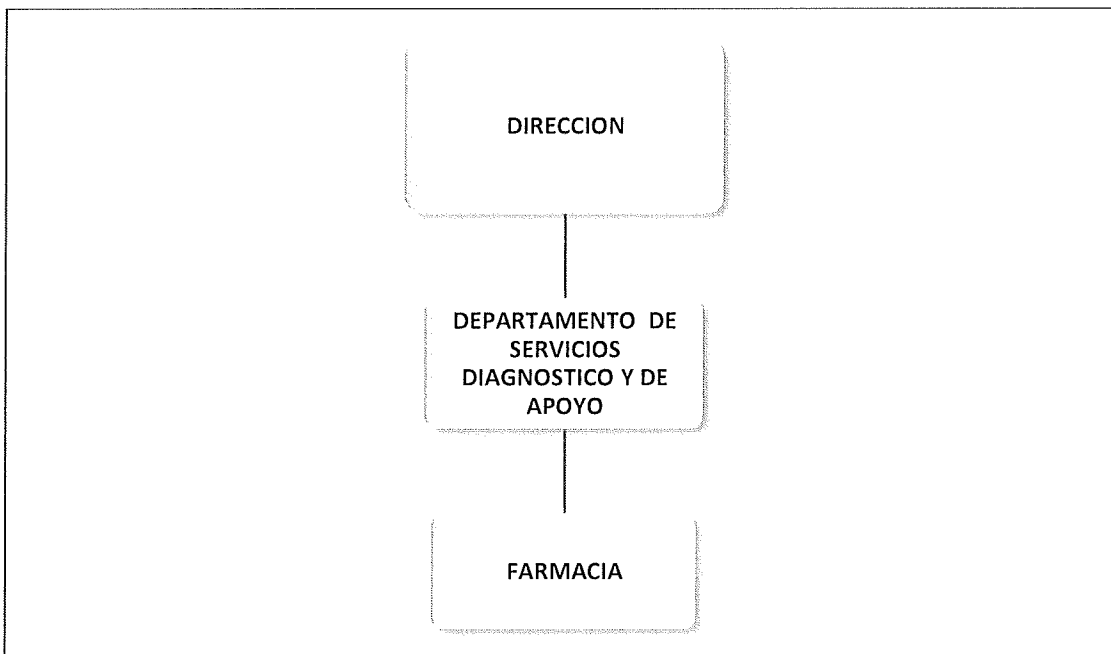 DIRECCION
DEPARTAMENTO DE
SERVICIOS
DIAGNOSTICO Y DE
APOYO
FARMACIA